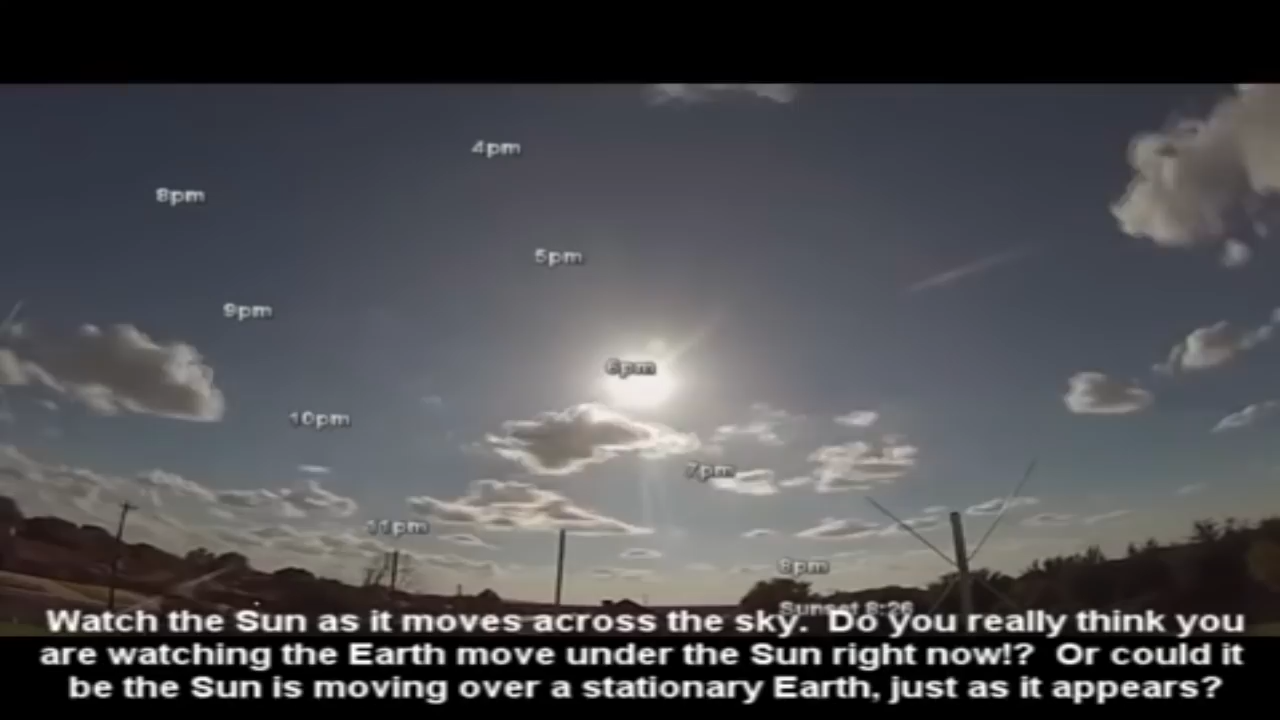 4pm
8pm
5pm
9pm
6pm
10pm
7pm
11pm
8pm
Sunset 8:26
Watch the Sun as it moves across the sky.  Do you really think you
are watching the Earth move under the Sun right now!?  Or could it
be the Sun is moving over a stationary Earth, just as it appears?